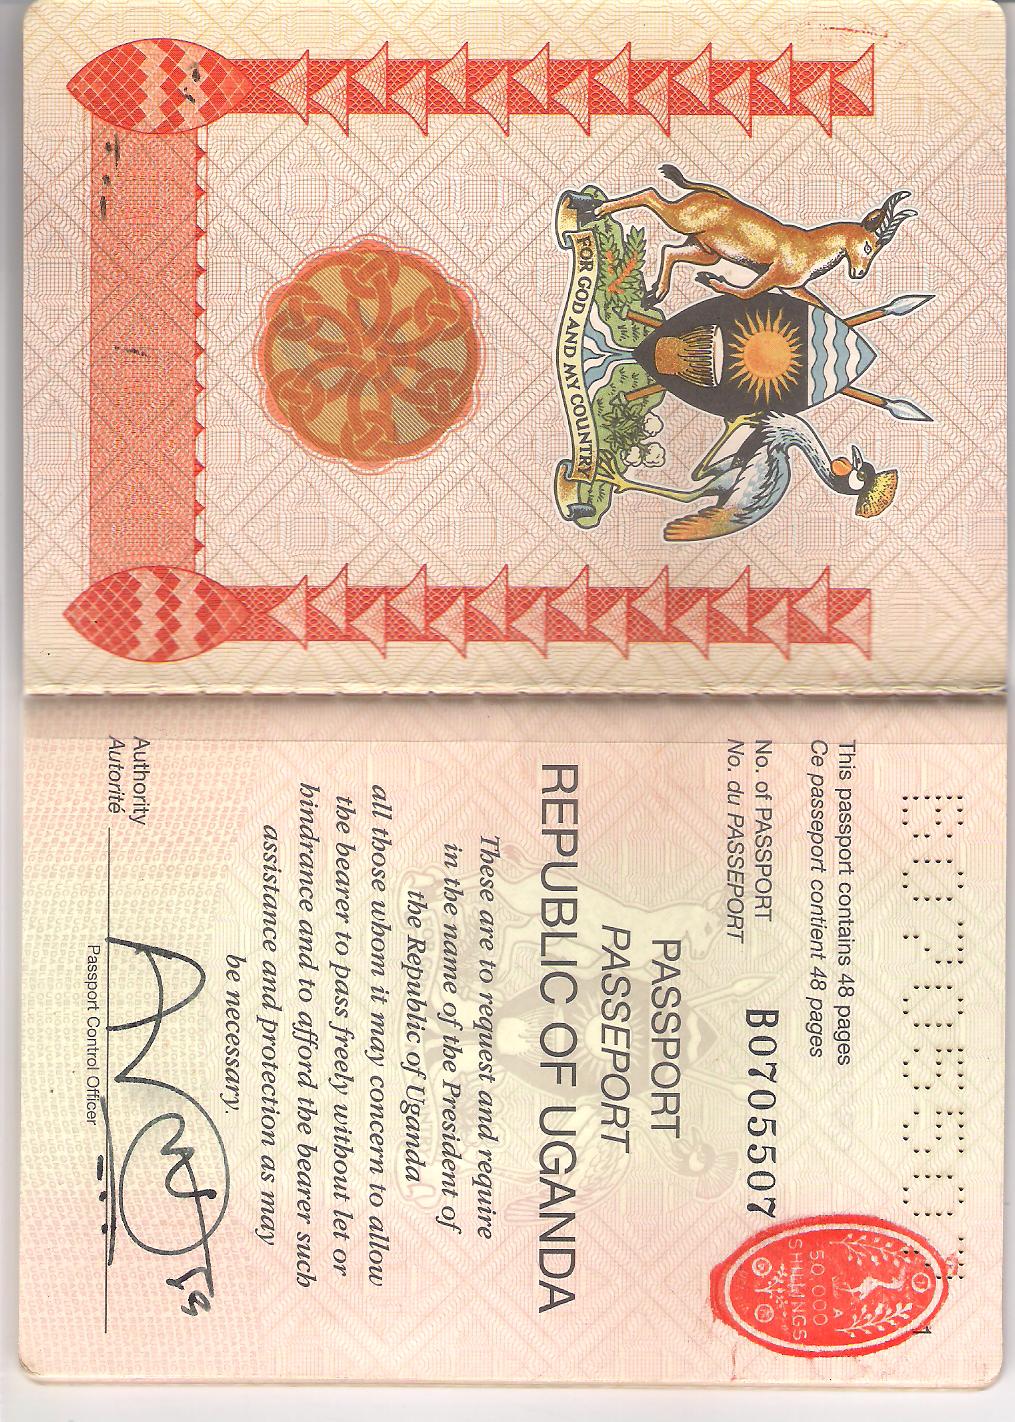 FOR GOD AND MY COUNTRY
B0705507
This passport contains 48 pages
Ce passeport contient 48 pages
No. of PASSPORT
No. du PASSEPORT
B0705507
50,000
SHILLINGS
1
PASSPORT
PASSEPORT
REPUBLIC OF UGANDA
These are to request and require
in the name of the President of
the Republic of Uganda
all those whom it may concern to allow
the bearer to pass freely without let or
hindrance and to afford the bearer such
assistance and protection as may
be necessary.
Authority
Autorité
Passport Control Officer